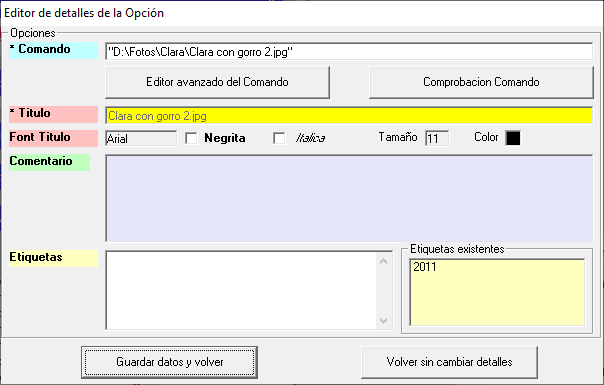 Editor de detalles de la Opción
Opciones
* Comando
"D:\Fotos\Clara\Clara con gorro 2.jpg"
Editor avanzado del Comando
Comprobacion Comando
* Titulo
Clara con gorro 2.jpg
Font Titulo
Arial
Negrita
Italica
Tamaño
11
Color
Comentario
Etiquetas
Etiquetas existentes
2011
Guardar datos y volver
Volver sin cambiar detalles